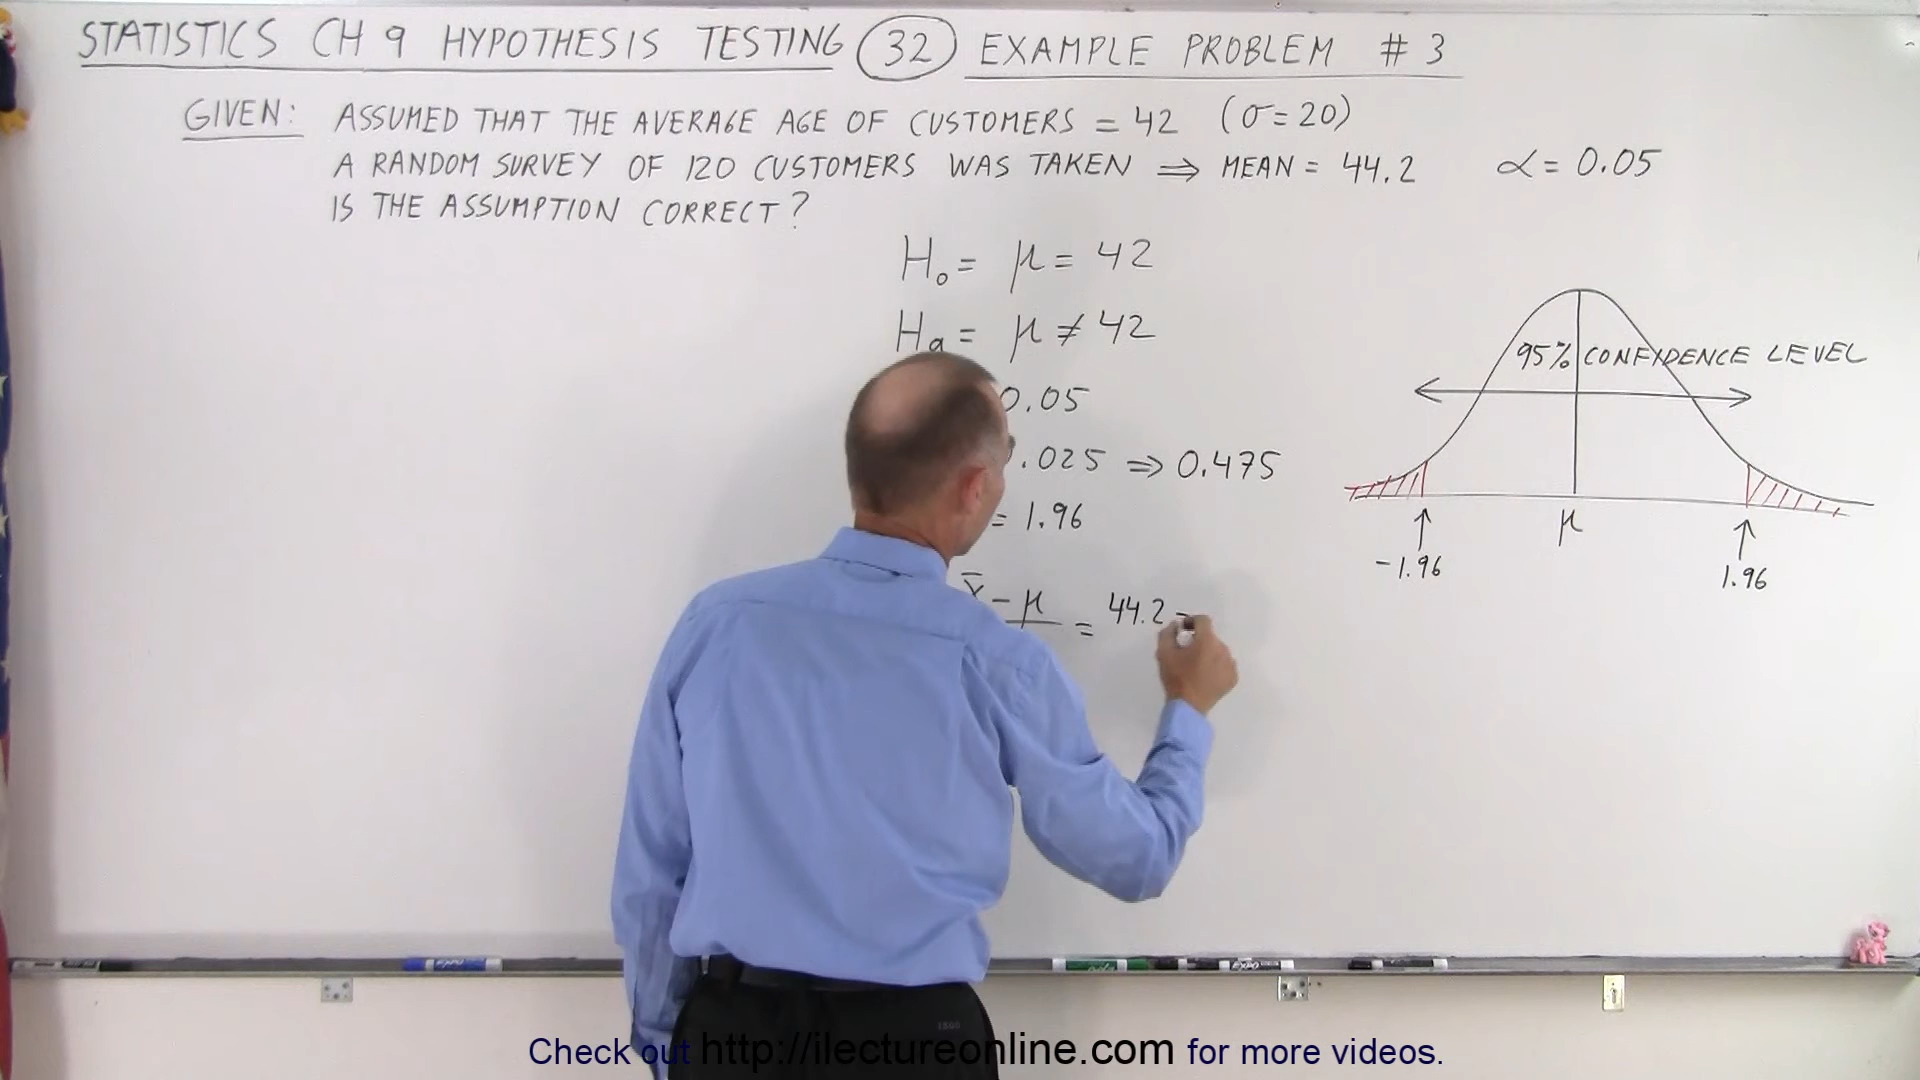 STATISTICS CH 9 HYPOTHESIS TESTING 32 EXAMPLE PROBLEM # 3
GIVEN: ASSUMED THAT THE AVERAGE AGE OF CUSTOMERS = 42 (σ=20)
A RANDOM SURVEY OF 120 CUSTOMERS WAS TAKEN ⇒ MEAN = 44.2 α = 0.05
IS THE ASSUMPTION CORRECT?
H₀ = μ = 42
Hₐ = μ ≠ 42
95% CONFIDENCE LEVEL
0.05
.025 ⇒ 0.475
= 1.96
μ
-1.96 1.96
x̄ - μ = 44.2 -
EXPO EXPO
Check out http://ilectureonline.com for more videos.